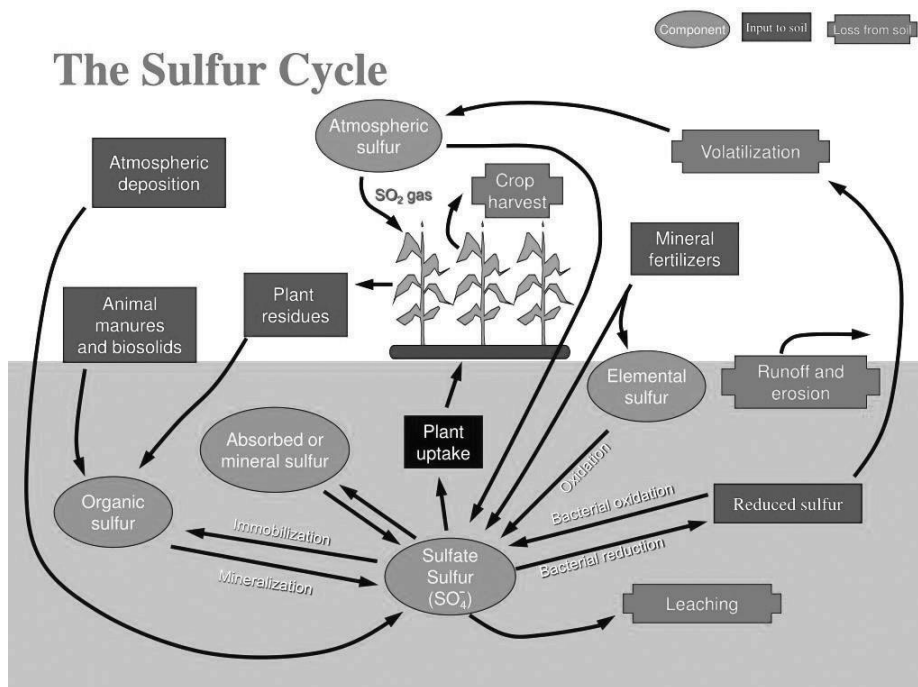 Component
Input to soil
Loss from soil
The Sulfur Cycle
Atmospheric
sulfur
Volatilization
Atmospheric
deposition
Crop
harvest
SO₂ gas
Mineral
fertilizers
Animal
manures
and biosolids
Plant
residues
Elemental
sulfur
Runoff and
erosion
Absorbed or
mineral sulfur
Plant
uptake
Oxidation
Organic
sulfur
Bacterial oxidation
Reduced sulfur
Immobilization
Mineralization
Sulfate
Sulfur
(SO₄⁻)
Bacterial reduction
Leaching